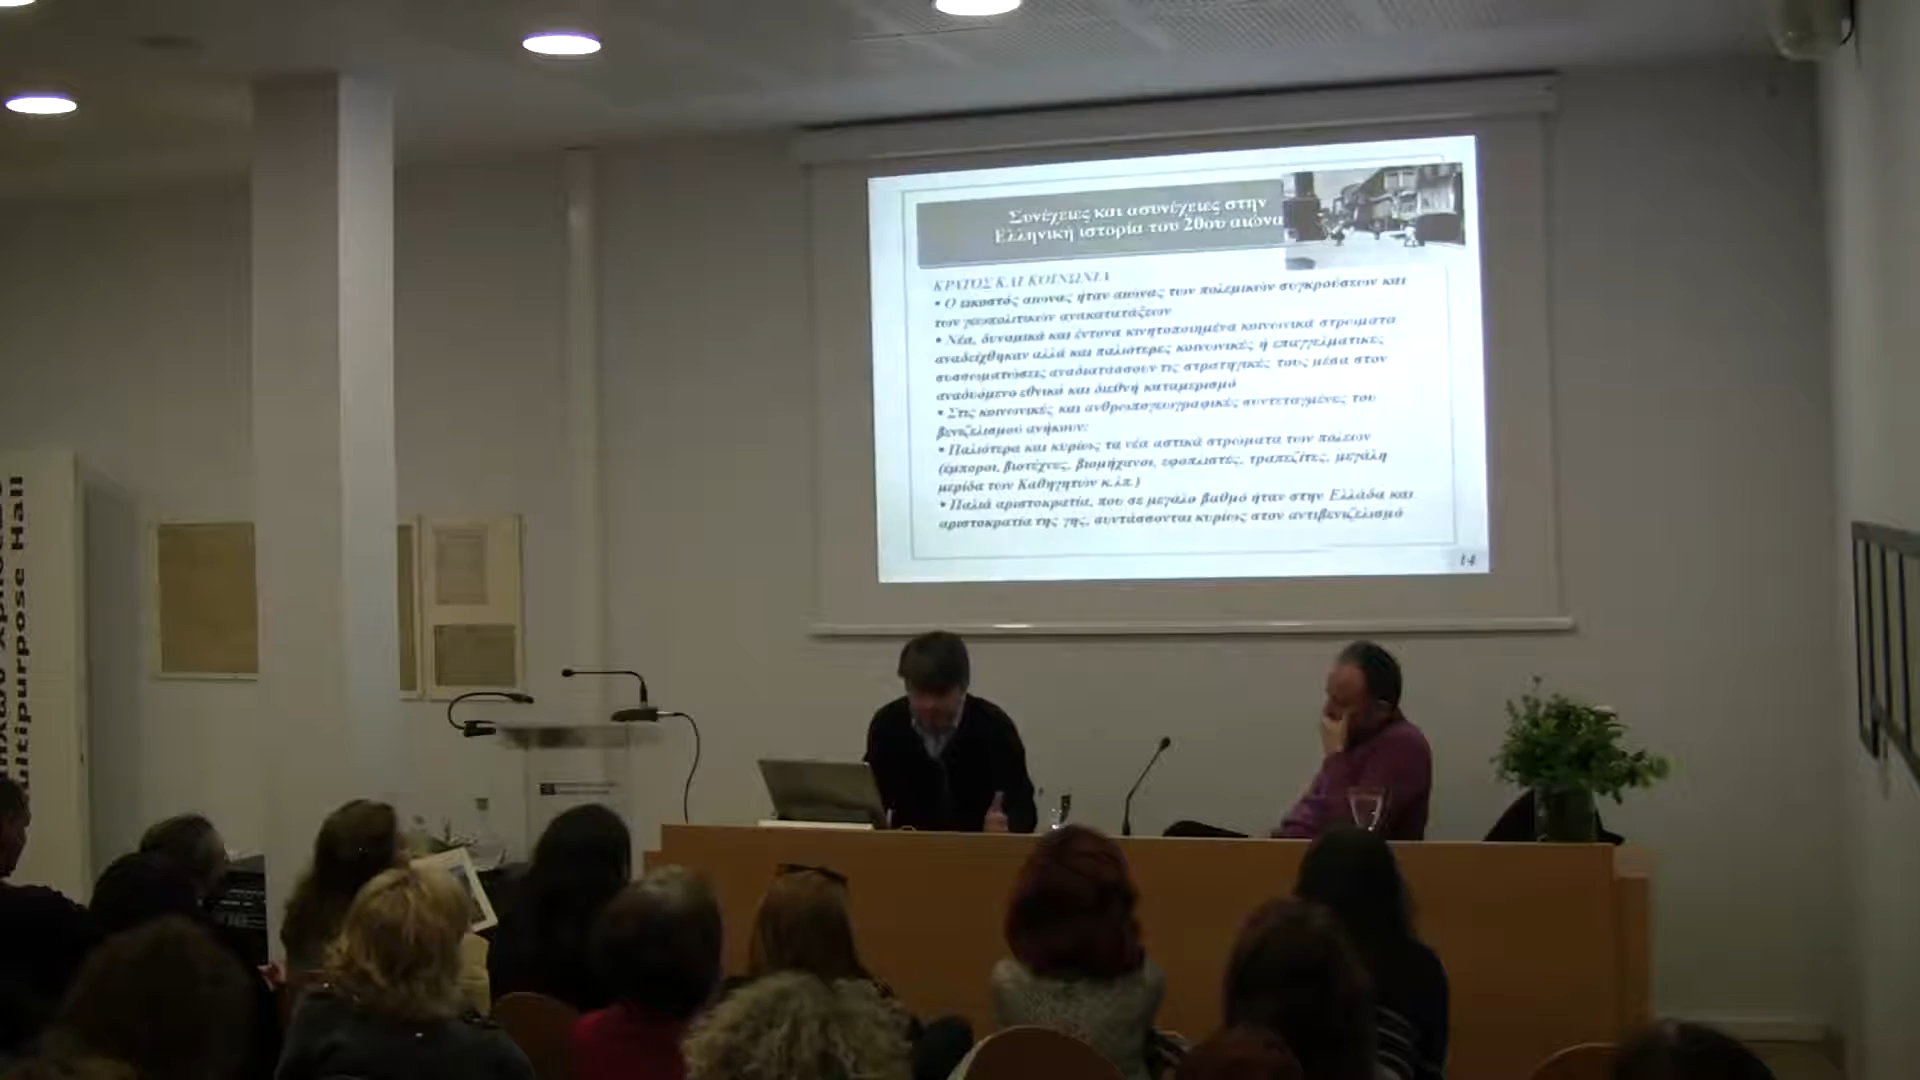 Συνέχειες και ασυνέχειες στην
Ελληνική ιστορία του 20ου αιώνα
ΚΡΑΤΟΣ ΚΑΙ ΚΟΙΝΩΝΙΑ
• Ο εικοστός αιώνας ήταν αιώνας των πολεμικών συγκρούσεων και
των γεωπολιτικών ανακατατάξεων
• Νέα, δυναμικά και έντονα κινητοποιημένα κοινωνικά στρώματα
αναδείχθηκαν αλλά και παλιότερες κοινωνικές ή επαγγελματικές
συσσωματώσεις αναδιατάσσουν τις στρατηγικές τους μέσα στον
αναδυόμενο εθνικό και διεθνή καταμερισμό
• Στις κοινωνικές και ανθρωπογεωγραφικές συντεταγμένες του
βενιζελισμού ανήκουν:
• Παλιότερα και κυρίως τα νέα αστικά στρώματα των πόλεων
(έμποροι, βιοτέχνες, βιομήχανοι, εφοπλιστές, τραπεζίτες, μεγάλη
μερίδα των Καθηγητών κ.λπ.)
• Παλιά αριστοκρατία, που σε μεγάλο βαθμό ήταν στην Ελλάδα και
αριστοκρατία της γης, συντάσσονται κυρίως στον αντιβενιζελισμό
14
ultipurpose Hall